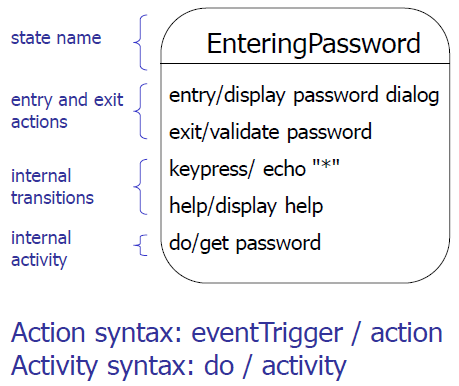 state name
EnteringPassword
entry and exit
actions
entry/display password dialog
exit/validate password
internal
transitions
keypress/ echo "*"
help/display help
internal
activity
do/get password
Action syntax: eventTrigger / action
Activity syntax: do / activity